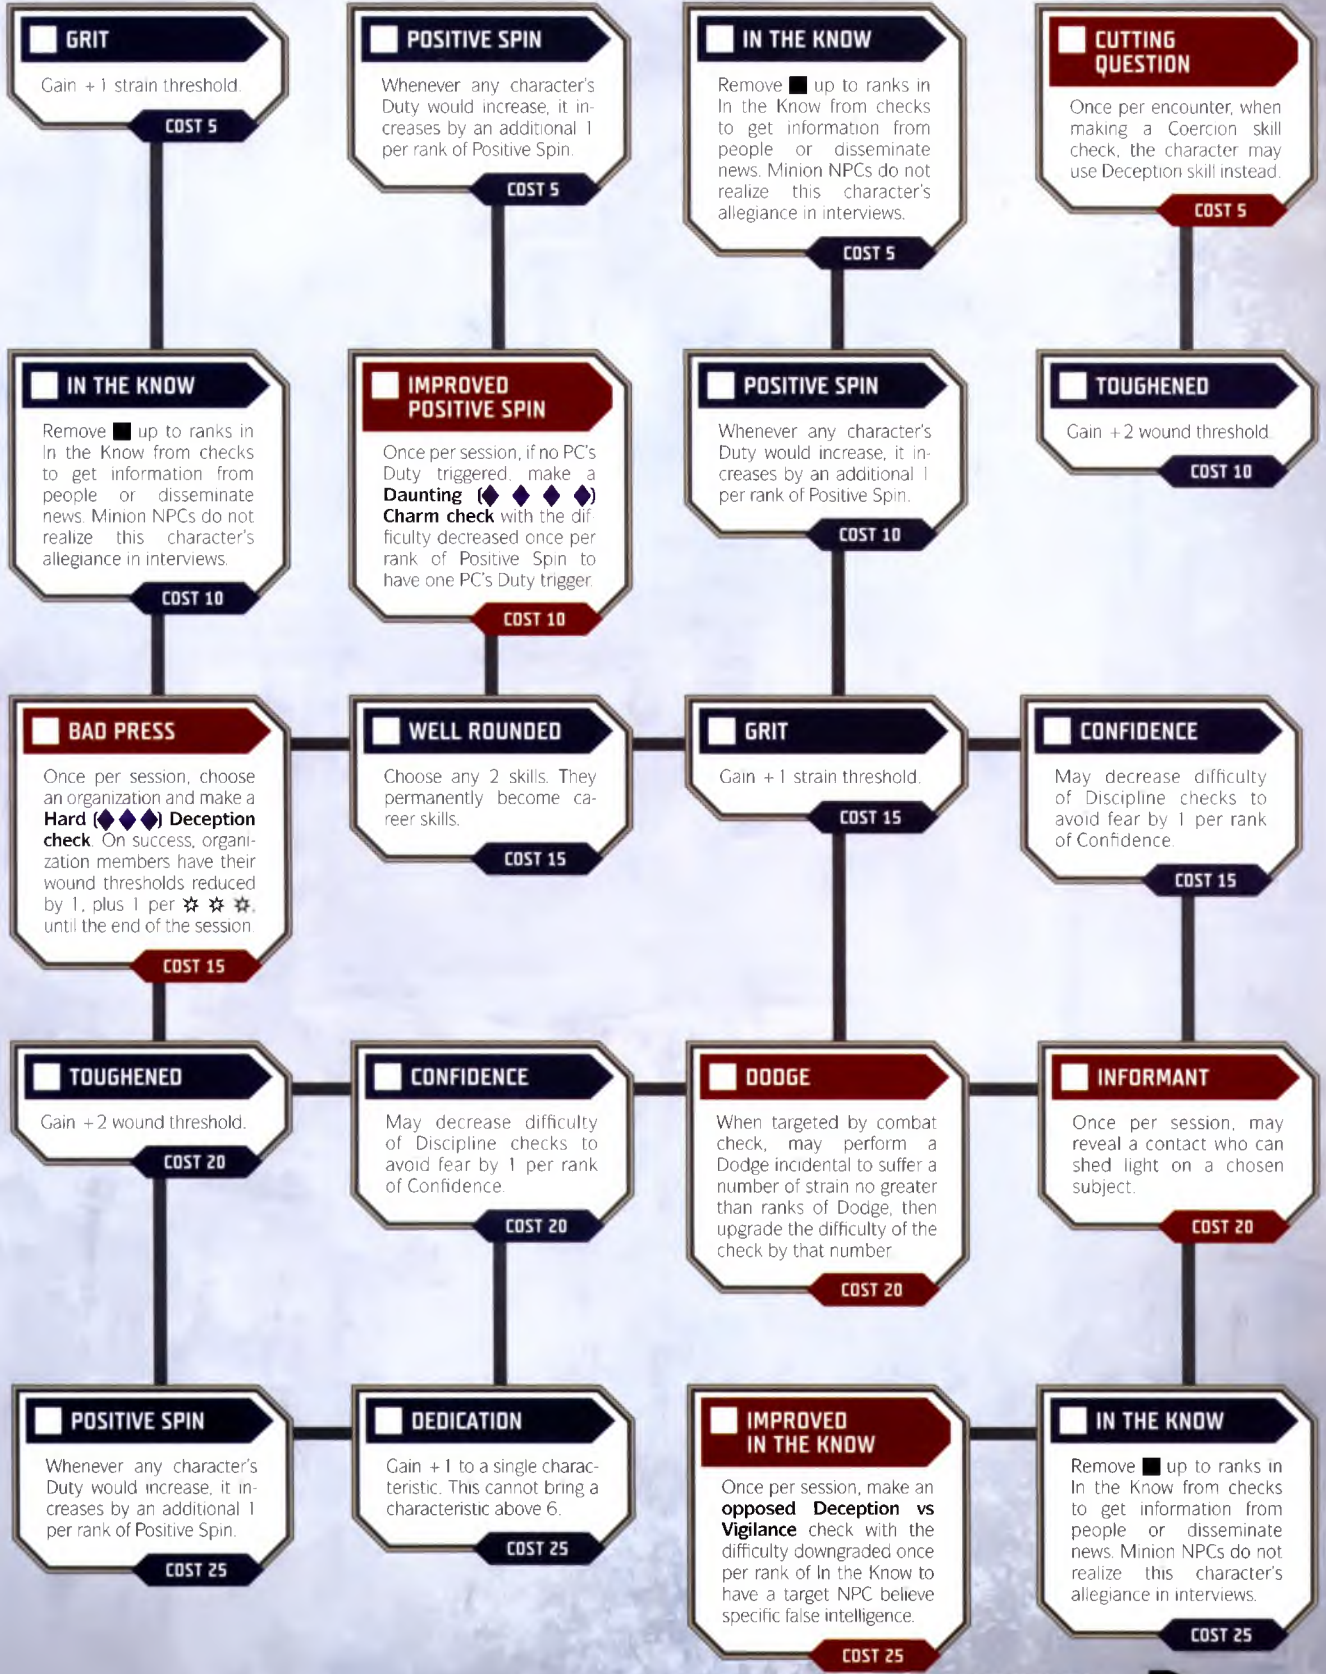 GRIT
Gain +1 strain threshold.
COST 5
POSITIVE SPIN
Whenever any character's
Duty would increase, it in-
creases by an additional 1
per rank of Positive Spin.
COST 5
IN THE KNOW
Remove ■ up to ranks in
In the Know from checks
to get information from
people or disseminate
news. Minion NPCs do not
realize this character's
allegiance in interviews.
COST 5
CUTTING
QUESTION
Once per encounter, when
making a Coercion skill
check, the character may
use Deception skill instead.
COST 5
IN THE KNOW
Remove ■ up to ranks in
In the Know from checks
to get information from
people or disseminate
news. Minion NPCs do not
realize this character's
allegiance in interviews.
COST 10
IMPROVED
POSITIVE SPIN
Once per session, if no PC's
Duty triggered, make a
Daunting (◆ ◆ ◆ ◆)
Charm check with the dif-
ficulty decreased once per
rank of Positive Spin to
have one PC's Duty trigger.
COST 10
POSITIVE SPIN
Whenever any character's
Duty would increase, it in-
creases by an additional 1
per rank of Positive Spin.
COST 10
TOUGHENED
Gain +2 wound threshold.
COST 10
BAD PRESS
Once per session, choose
an organization and make a
Hard (◆ ◆ ◆) Deception
check. On success, organi-
zation members have their
wound thresholds reduced
by 1, plus 1 per ✲ ✲ ✲,
until the end of the session.
COST 15
WELL ROUNDED
Choose any 2 skills. They
permanently become ca-
reer skills.
COST 15
GRIT
Gain +1 strain threshold.
COST 15
CONFIDENCE
May decrease difficulty
of Discipline checks to
avoid fear by 1 per rank
of Confidence.
COST 15
TOUGHENED
Gain +2 wound threshold.
COST 20
CONFIDENCE
May decrease difficulty
of Discipline checks to
avoid fear by 1 per rank
of Confidence.
COST 20
DODGE
When targeted by combat
check, may perform a
Dodge incidental to suffer a
number of strain no greater
than ranks of Dodge, then
upgrade the difficulty of the
check by that number.
COST 20
INFORMANT
Once per session, may
reveal a contact who can
shed light on a chosen
subject.
COST 20
POSITIVE SPIN
Whenever any character's
Duty would increase, it in-
creases by an additional 1
per rank of Positive Spin.
COST 25
DEDICATION
Gain +1 to a single charac-
teristic. This cannot bring a
characteristic above 6.
COST 25
IMPROVED
IN THE KNOW
Once per session, make an
opposed Deception vs
Vigilance check with the
difficulty downgraded once
per rank of In the Know to
have a target NPC believe
specific false intelligence.
COST 25
IN THE KNOW
Remove ■ up to ranks in
In the Know from checks
to get information from
people or disseminate
news. Minion NPCs do not
realize this character's
allegiance in interviews.
COST 25